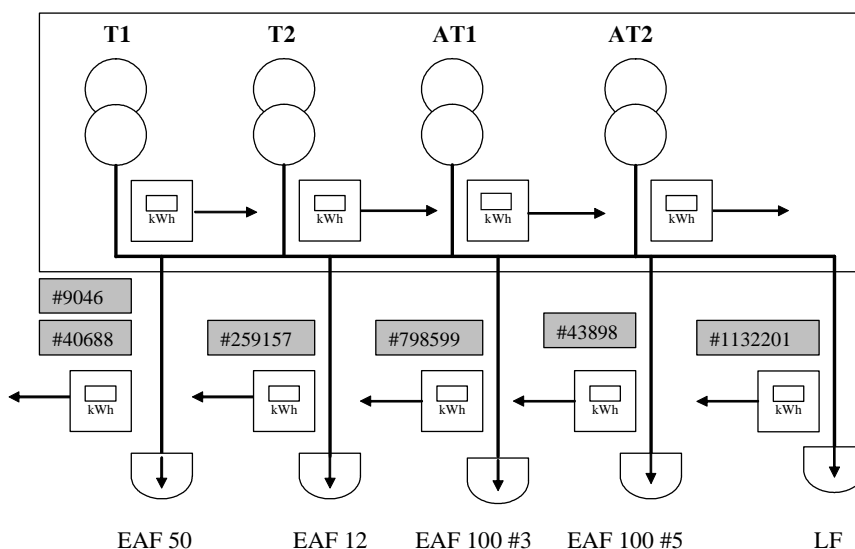 T1 T2 AT1 AT2
kWh kWh kWh kWh
#9046
#40688 #259157 #798599 #43898 #1132201
kWh kWh kWh kWh kWh
EAF 50 EAF 12 EAF 100 #3 EAF 100 #5 LF